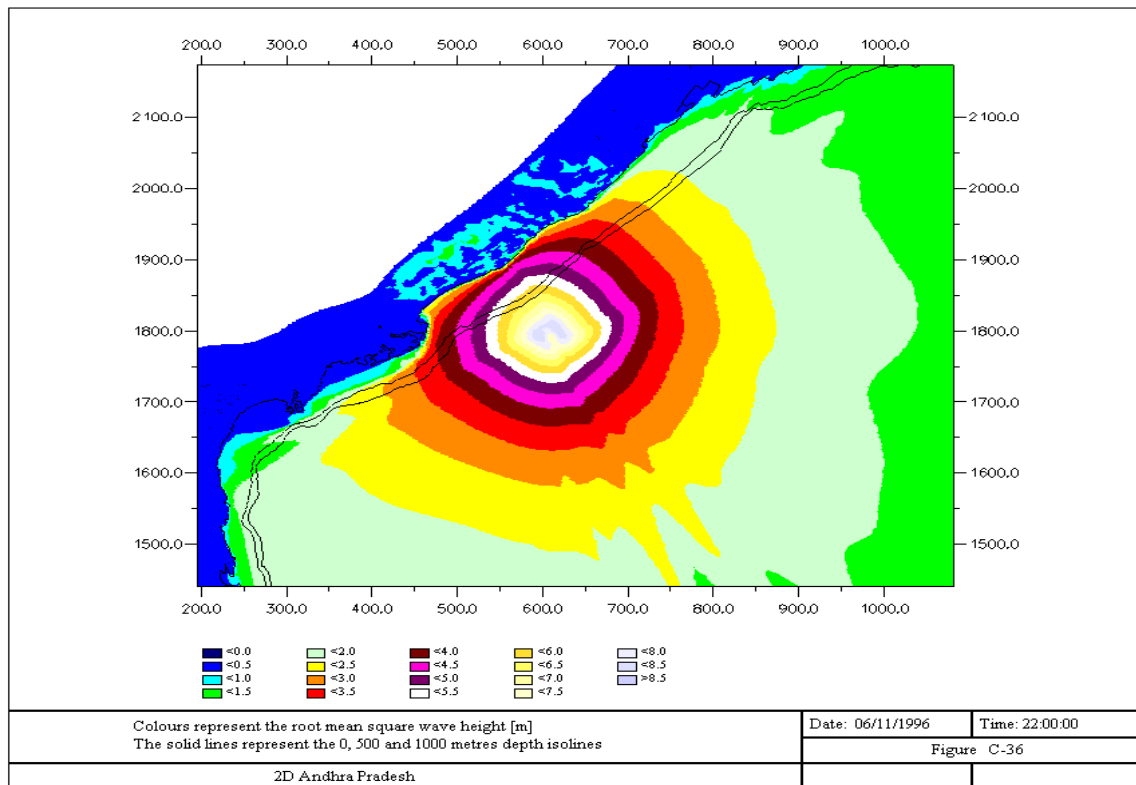 200.0 300.0 400.0 500.0 600.0 700.0 800.0 900.0 1000.0
2100.0 2100.0
2000.0 2000.0
1900.0 1900.0
1800.0 1800.0
1700.0 1700.0
1600.0 1600.0
1500.0 1500.0
200.0 300.0 400.0 500.0 600.0 700.0 800.0 900.0 1000.0
<0.0 <2.0 <4.0 <6.0 <8.0
<0.5 <2.5 <4.5 <6.5 <8.5
<1.0 <3.0 <5.0 <7.0 >8.5
<1.5 <3.5 <5.5 <7.5
Colours represent the root mean square wave height [m]
The solid lines represent the 0, 500 and 1000 metres depth isolines
Date: 06/11/1996 Time: 22:00:00
Figure C-36
2D Andhra Pradesh